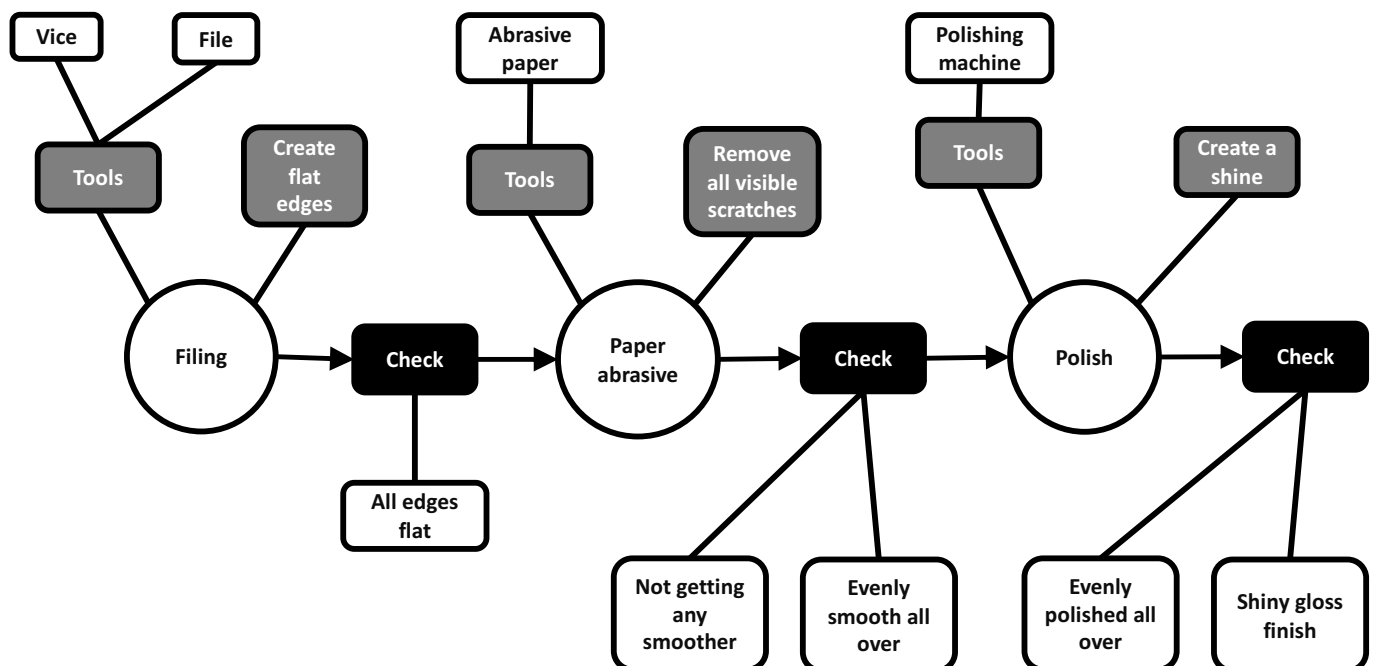 Vice
File
Tools
Create
flat
edges
Filing
Check
All edges
flat
Abrasive
paper
Tools
Remove
all visible
scratches
Paper
abrasive
Check
Not getting
any
smoother
Evenly
smooth all
over
Polishing
machine
Tools
Create a
shine
Polish
Check
Evenly
polished all
over
Shiny gloss
finish